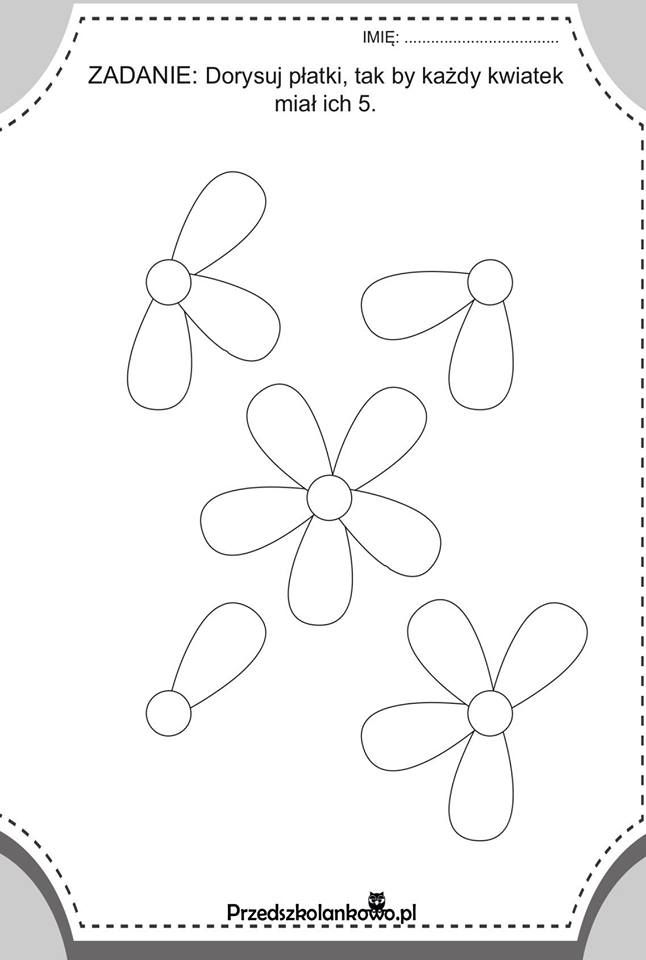 IMIĘ: ...................................
ZADANIE: Dorysuj płatki, tak by każdy kwiatek
miał ich 5.
Przedszkolankowo.pl